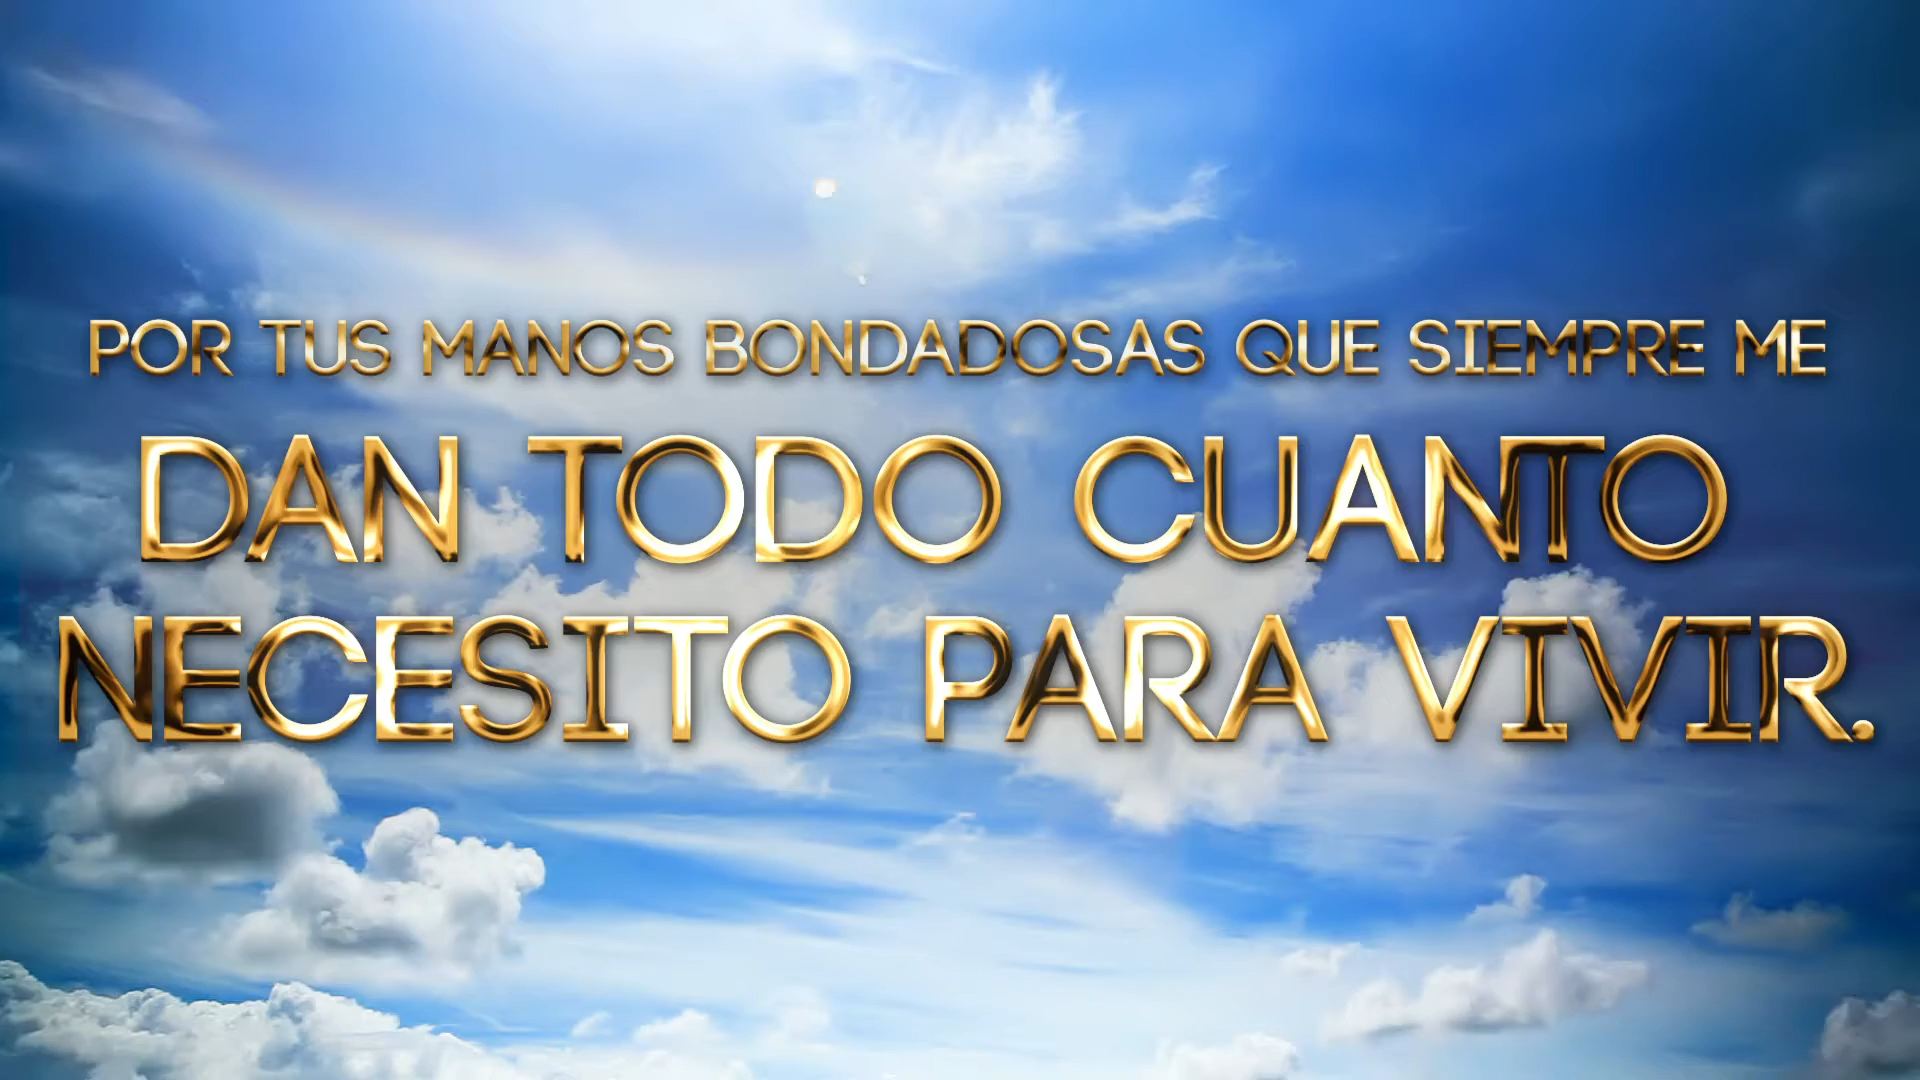 POR TUS MANOS BONDADOSAS QUE SIEMPRE ME
DAN TODO CUANTO
NECESITO PARA VIVIR.